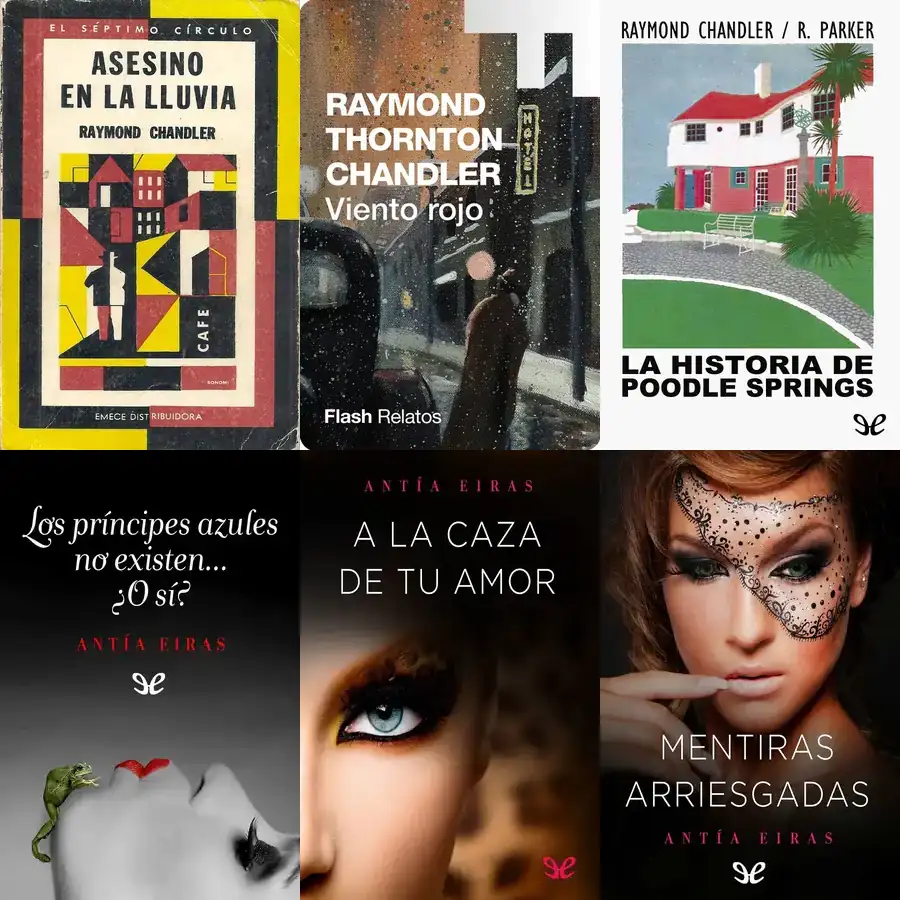 EL SÉPTIMO CÍRCULO
ASESINO
EN LA LLUVIA
RAYMOND CHANDLER
CAFE
BONOMI
EMECE DISTRIBUIDORA
RAYMOND
THORNTON
CHANDLER
Viento rojo
HOTEL
Flash Relatos
RAYMOND CHANDLER / R. PARKER
LA HISTORIA DE
POODLE SPRINGS
Los príncipes azules
no existen...
¿O sí?
ANTÍA EIRAS
ANTÍA EIRAS
A LA CAZA
DE TU AMOR
MENTIRAS
ARRIESGADAS
ANTÍA EIRAS